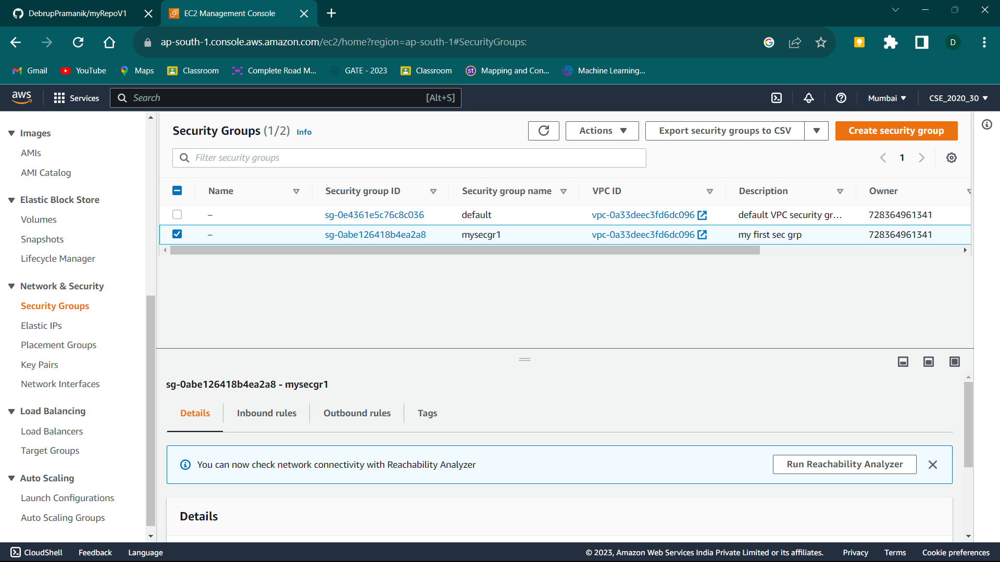 DebrupPramanik/myRepoV1
EC2 Management Console
ap-south-1.console.aws.amazon.com/ec2/home?region=ap-south-1#SecurityGroups:
D
Gmail
YouTube
Maps
Classroom
Complete Road M...
GATE - 2023
Classroom
st
Mapping and Con...
Machine Learning...
aws
Services
Search
[Alt+S]
Mumbai
CSE_2020_30
Images
AMIs
AMI Catalog
Elastic Block Store
Volumes
Snapshots
Lifecycle Manager
Network & Security
Security Groups
Elastic IPs
Placement Groups
Key Pairs
Network Interfaces
Load Balancing
Load Balancers
Target Groups
Auto Scaling
Launch Configurations
Auto Scaling Groups
Security Groups (1/2) Info
Actions
Export security groups to CSV
Create security group
Filter security groups
1
Name Security group ID Security group name VPC ID Description Owner
– sg-0e4361e5c76c8c036 default vpc-0a33deec3fd6dc096 default VPC security gr... 728364961341
– sg-0abe126418b4ea2a8 mysecgr1 vpc-0a33deec3fd6dc096 my first sec grp 728364961341
sg-0abe126418b4ea2a8 - mysecgr1
Details Inbound rules Outbound rules Tags
You can now check network connectivity with Reachability Analyzer
Run Reachability Analyzer
Details
CloudShell Feedback Language
© 2023, Amazon Web Services India Private Limited or its affiliates. Privacy Terms Cookie preferences